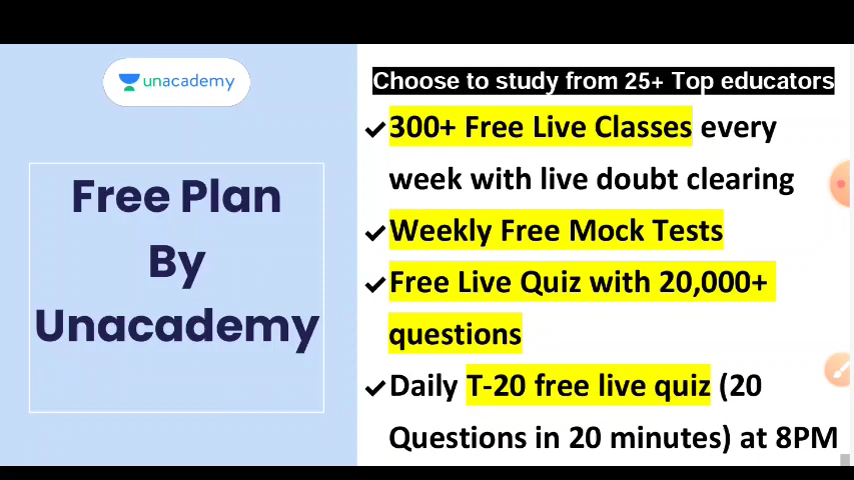 unacademy
Free Plan
By
Unacademy
Choose to study from 25+ Top educators
300+ Free Live Classes every
week with live doubt clearing
Weekly Free Mock Tests
Free Live Quiz with 20,000+
questions
Daily T-20 free live quiz (20
Questions in 20 minutes) at 8PM